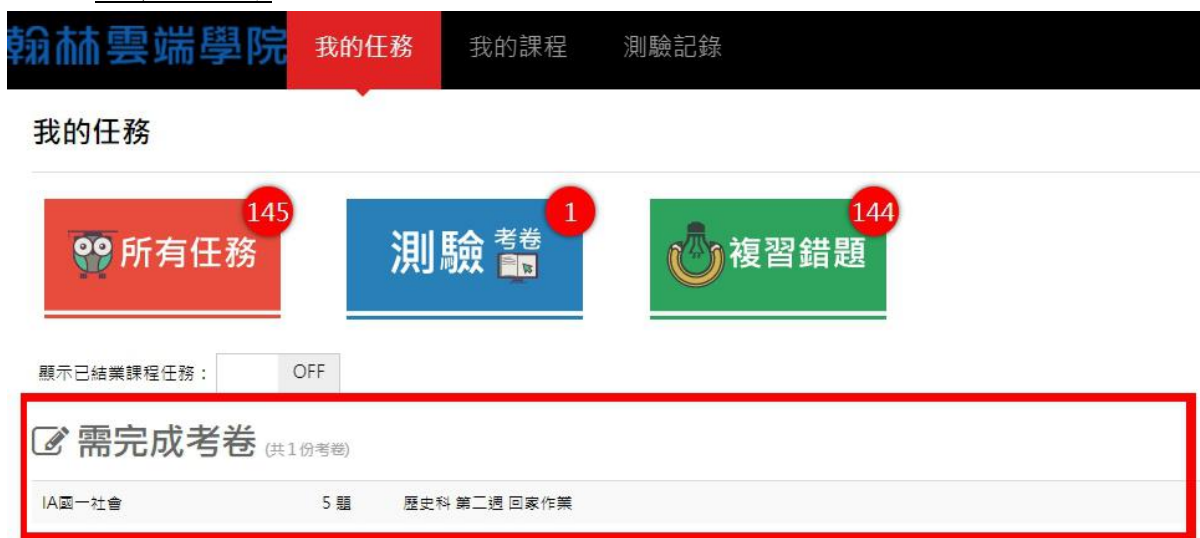 翰林雲端學院 我的任務 我的課程 測驗記錄
我的任務
145 1 144
所有任務 測驗 考卷 複習錯題
顯示已結業課程任務： OFF
需完成考卷 (共1份考卷)
IA國一社會 5 題 歷史科 第二週 回家作業